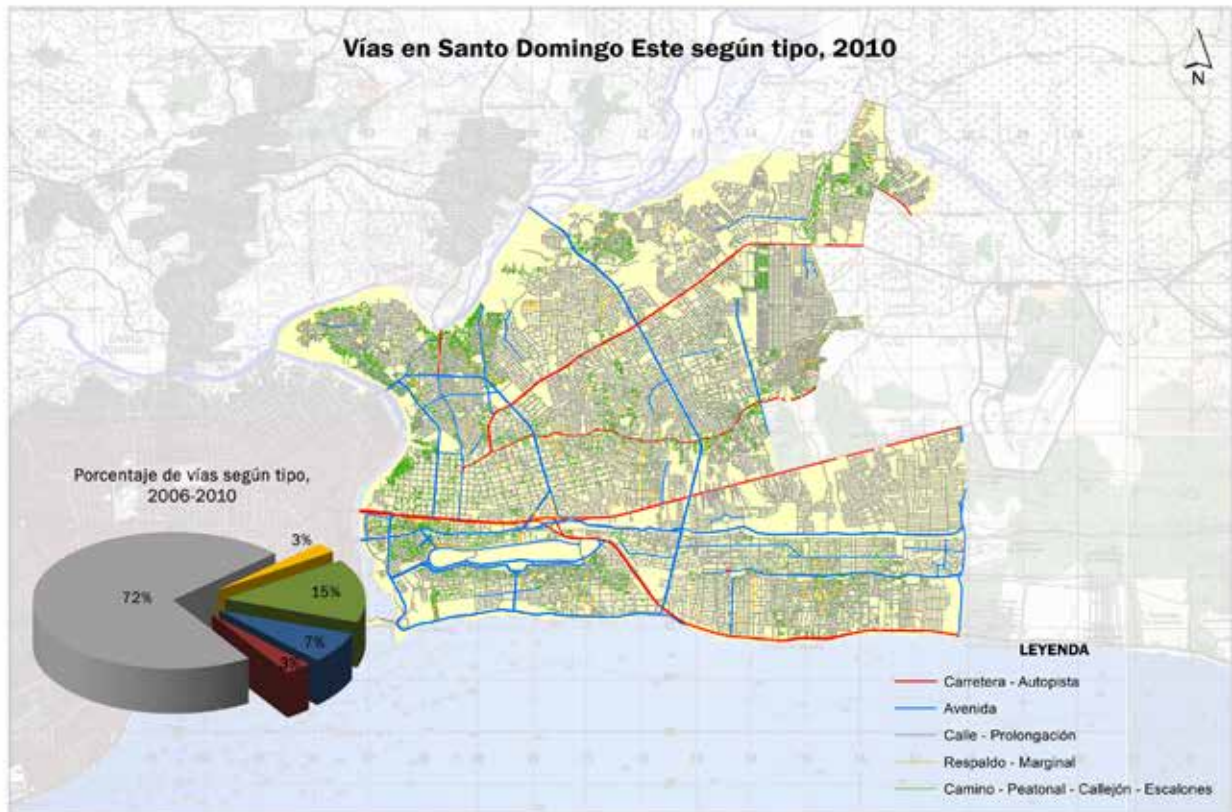 Vías en Santo Domingo Este según tipo, 2010
N
Porcentaje de vías según tipo,
2006-2010
3%
72%
15%
7%
3%
LEYENDA
Carretera - Autopista
Avenida
Calle - Prolongación
Respaldo - Marginal
Camino - Peatonal - Callejón - Escalones